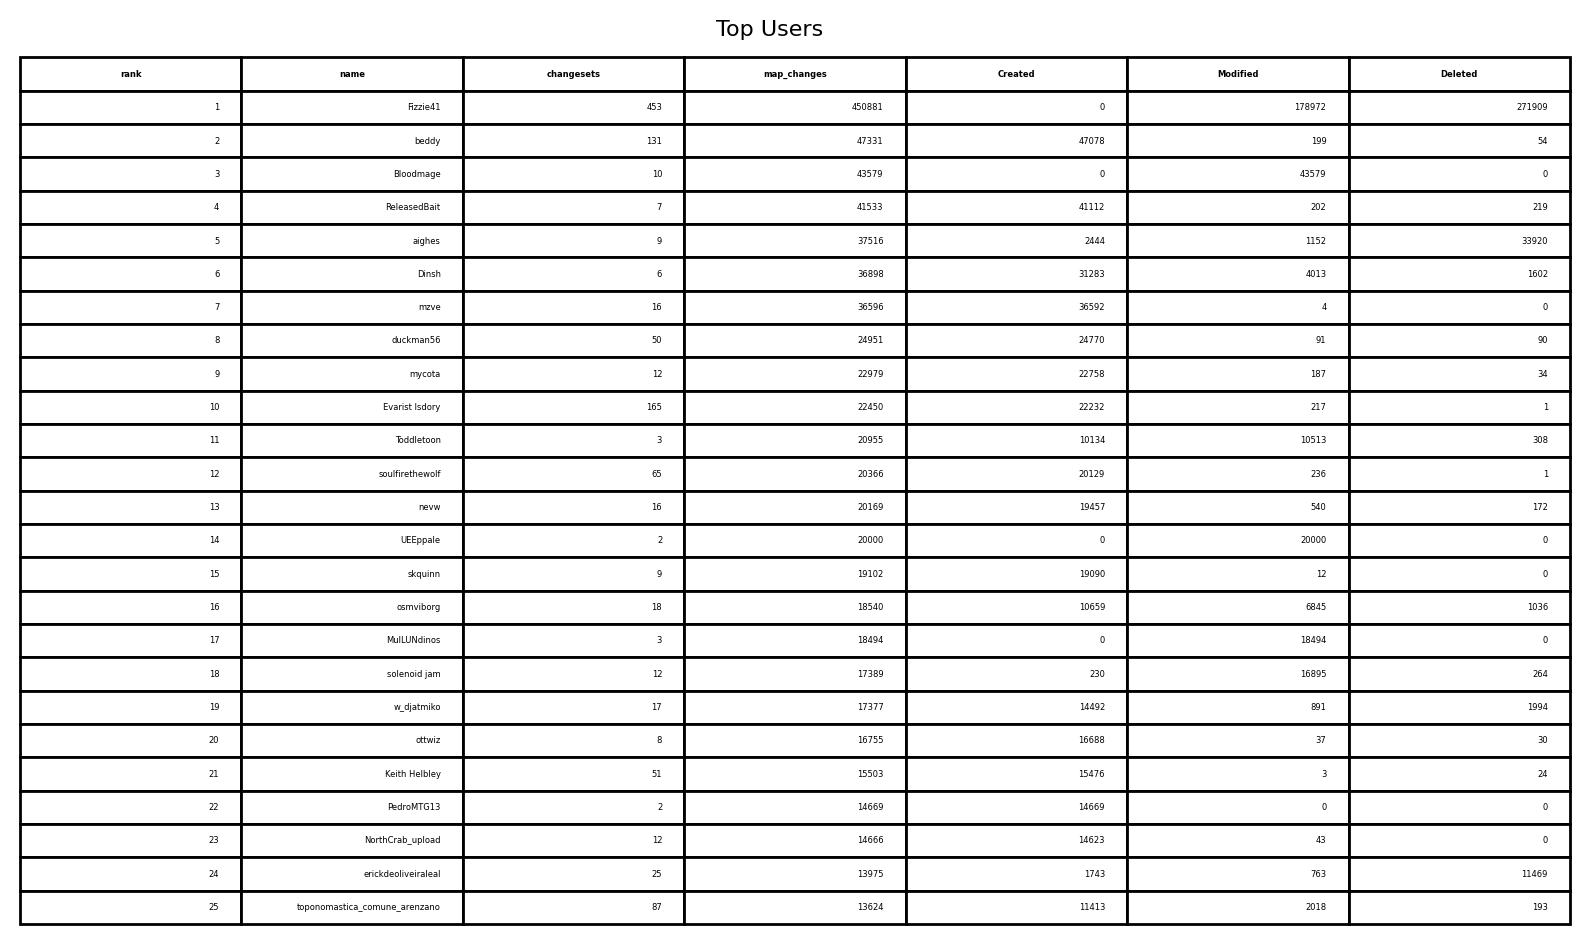 Top Users
rank name changesets map_changes Created Modified Deleted
1 Fizzie41 453 450881 0 178972 271909
2 beddy 131 47331 47078 199 54
3 Bloodmage 10 43579 0 43579 0
4 ReleasedBait 7 41533 41112 202 219
5 aighes 9 37516 2444 1152 33920
6 Dinsh 6 36898 31283 4013 1602
7 mzve 16 36596 36592 4 0
8 duckman56 50 24951 24770 91 90
9 mycota 12 22979 22758 187 34
10 Evarist Isdory 165 22450 22232 217 1
11 Toddletoon 3 20955 10134 10513 308
12 soulfirethewolf 65 20366 20129 236 1
13 nevw 16 20169 19457 540 172
14 UEEppale 2 20000 0 20000 0
15 skquinn 9 19102 19090 12 0
16 osmviborg 18 18540 10659 6845 1036
17 MulLUNdinos 3 18494 0 18494 0
18 solenoid jam 12 17389 230 16895 264
19 w_djatmiko 17 17377 14492 891 1994
20 ottwiz 8 16755 16688 37 30
21 Keith Helbley 51 15503 15476 3 24
22 PedroMTG13 2 14669 14669 0 0
23 NorthCrab_upload 12 14666 14623 43 0
24 erickdeoliveiraleal 25 13975 1743 763 11469
25 toponomastica_comune_arenzano 87 13624 11413 2018 193